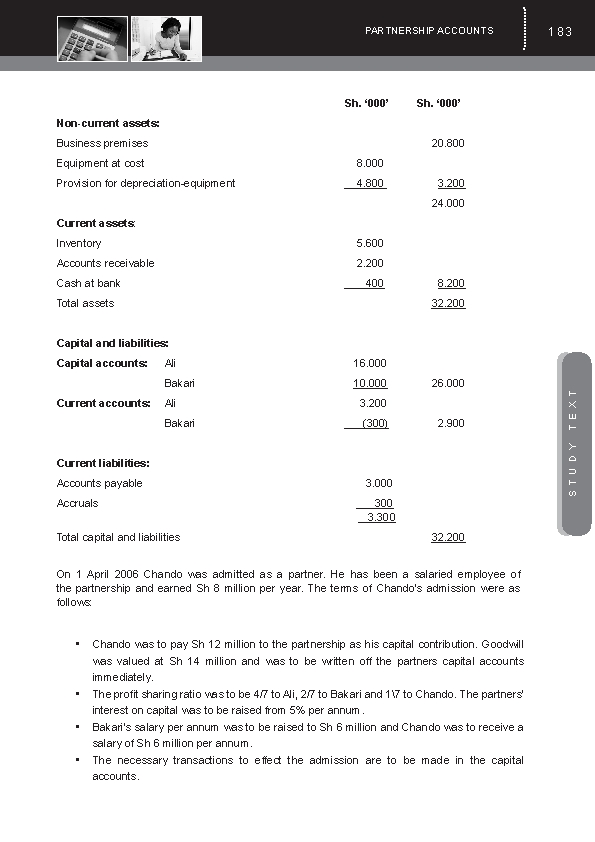 PARTNERSHIP ACCOUNTS 183
Sh. ‘000’ Sh. ‘000’
Non-current assets:
Business premises 20.800
Equipment at cost 8.000
Provision for depreciation-equipment 4.800 3.200
24.000
Current assets:
Inventory 5.600
Accounts receivable 2.200
Cash at bank 400 8.200
Total assets 32.200
Capital and liabilities:
Capital accounts: Ali 16.000
Bakari 10.000 26.000
Current accounts: Ali 3.200
Bakari (300) 2.900
Current liabilities:
Accounts payable 3.000
Accruals 300
3.300
Total capital and liabilities 32.200
STUDY TEXT
On 1 April 2006 Chando was admitted as a partner. He has been a salaried employee of
the partnership and earned Sh 8 million per year. The terms of Chando's admission were as
follows:
• Chando was to pay Sh 12 million to the partnership as his capital contribution. Goodwill
was valued at Sh 14 million and was to be written off the partners capital accounts
immediately.
• The profit sharing ratio was to be 4/7 to Ali, 2/7 to Bakari and 1\7 to Chando. The partners'
interest on capital was to be raised from 5% per annum.
• Bakari's salary per annum was to be raised to Sh 6 million and Chando was to receive a
salary of Sh 6 million per annum.
• The necessary transactions to effect the admission are to be made in the capital
accounts.